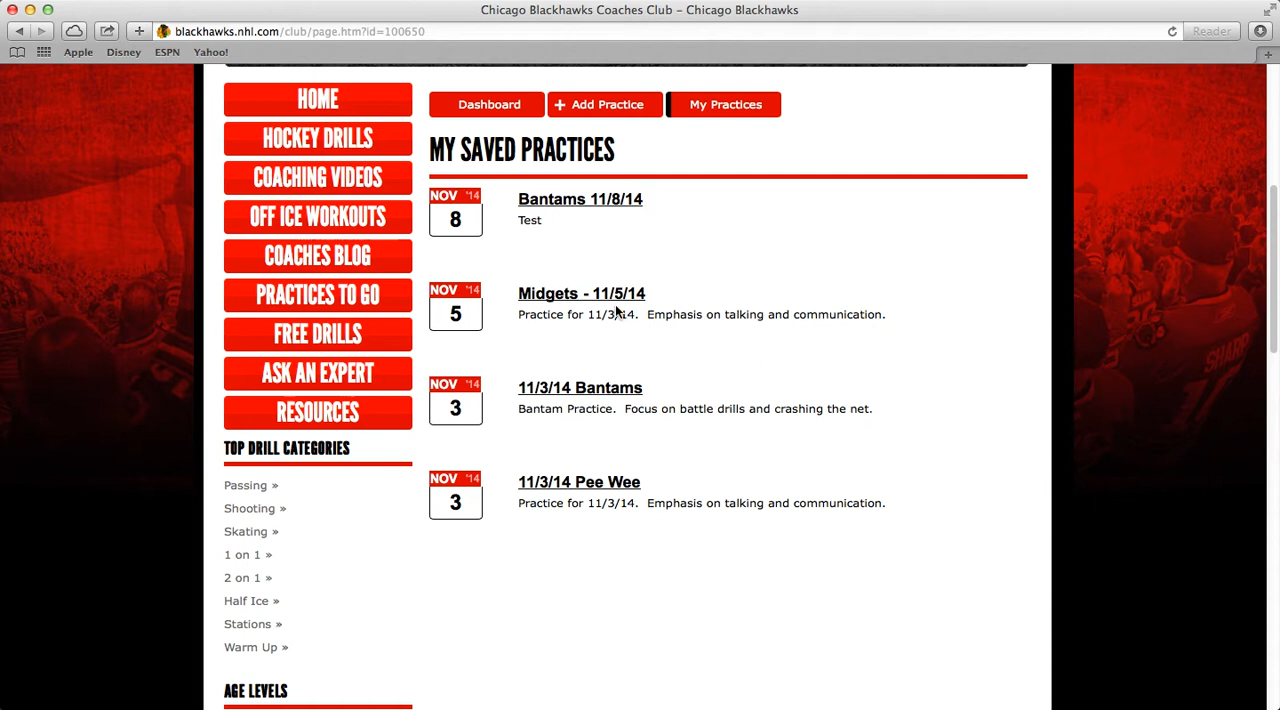 Chicago Blackhawks Coaches Club – Chicago Blackhawks
blackhawks.nhl.com/club/page.htm?id=100650
Reader
Apple Disney ESPN Yahoo!
HOME
HOCKEY DRILLS
COACHING VIDEOS
OFF ICE WORKOUTS
COACHES BLOG
PRACTICES TO GO
FREE DRILLS
ASK AN EXPERT
RESOURCES
TOP DRILL CATEGORIES
Passing »
Shooting »
Skating »
1 on 1 »
2 on 1 »
Half Ice »
Stations »
Warm Up »
AGE LEVELS
Dashboard + Add Practice My Practices
MY SAVED PRACTICES
NOV '14
8
Bantams 11/8/14
Test
NOV '14
5
Midgets - 11/5/14
Practice for 11/3/14. Emphasis on talking and communication.
NOV '14
3
11/3/14 Bantams
Bantam Practice. Focus on battle drills and crashing the net.
NOV '14
3
11/3/14 Pee Wee
Practice for 11/3/14. Emphasis on talking and communication.
SHARP